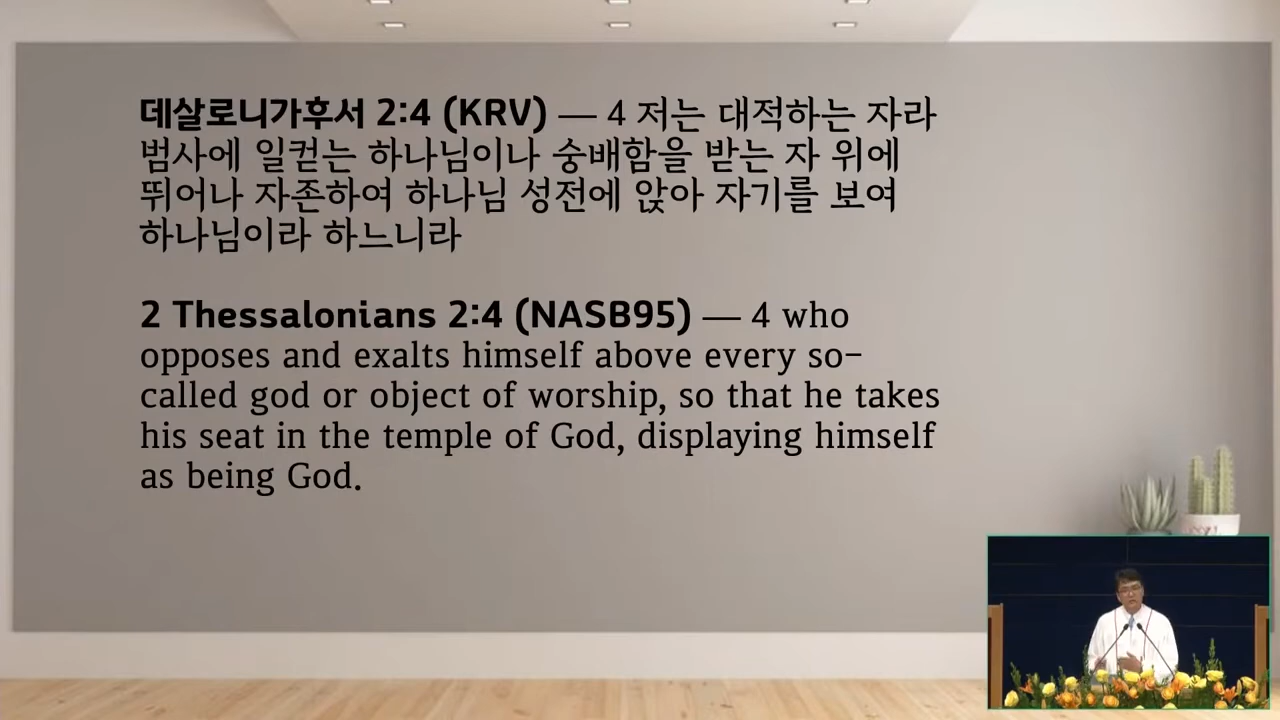 데살로니가후서 2:4 (KRV) — 4 저는 대적하는 자라
범사에 일컫는 하나님이나 숭배함을 받는 자 위에
뛰어나 자존하여 하나님 성전에 앉아 자기를 보여
하나님이라 하느니라
2 Thessalonians 2:4 (NASB95) — 4 who
opposes and exalts himself above every so-
called god or object of worship, so that he takes
his seat in the temple of God, displaying himself
as being God.